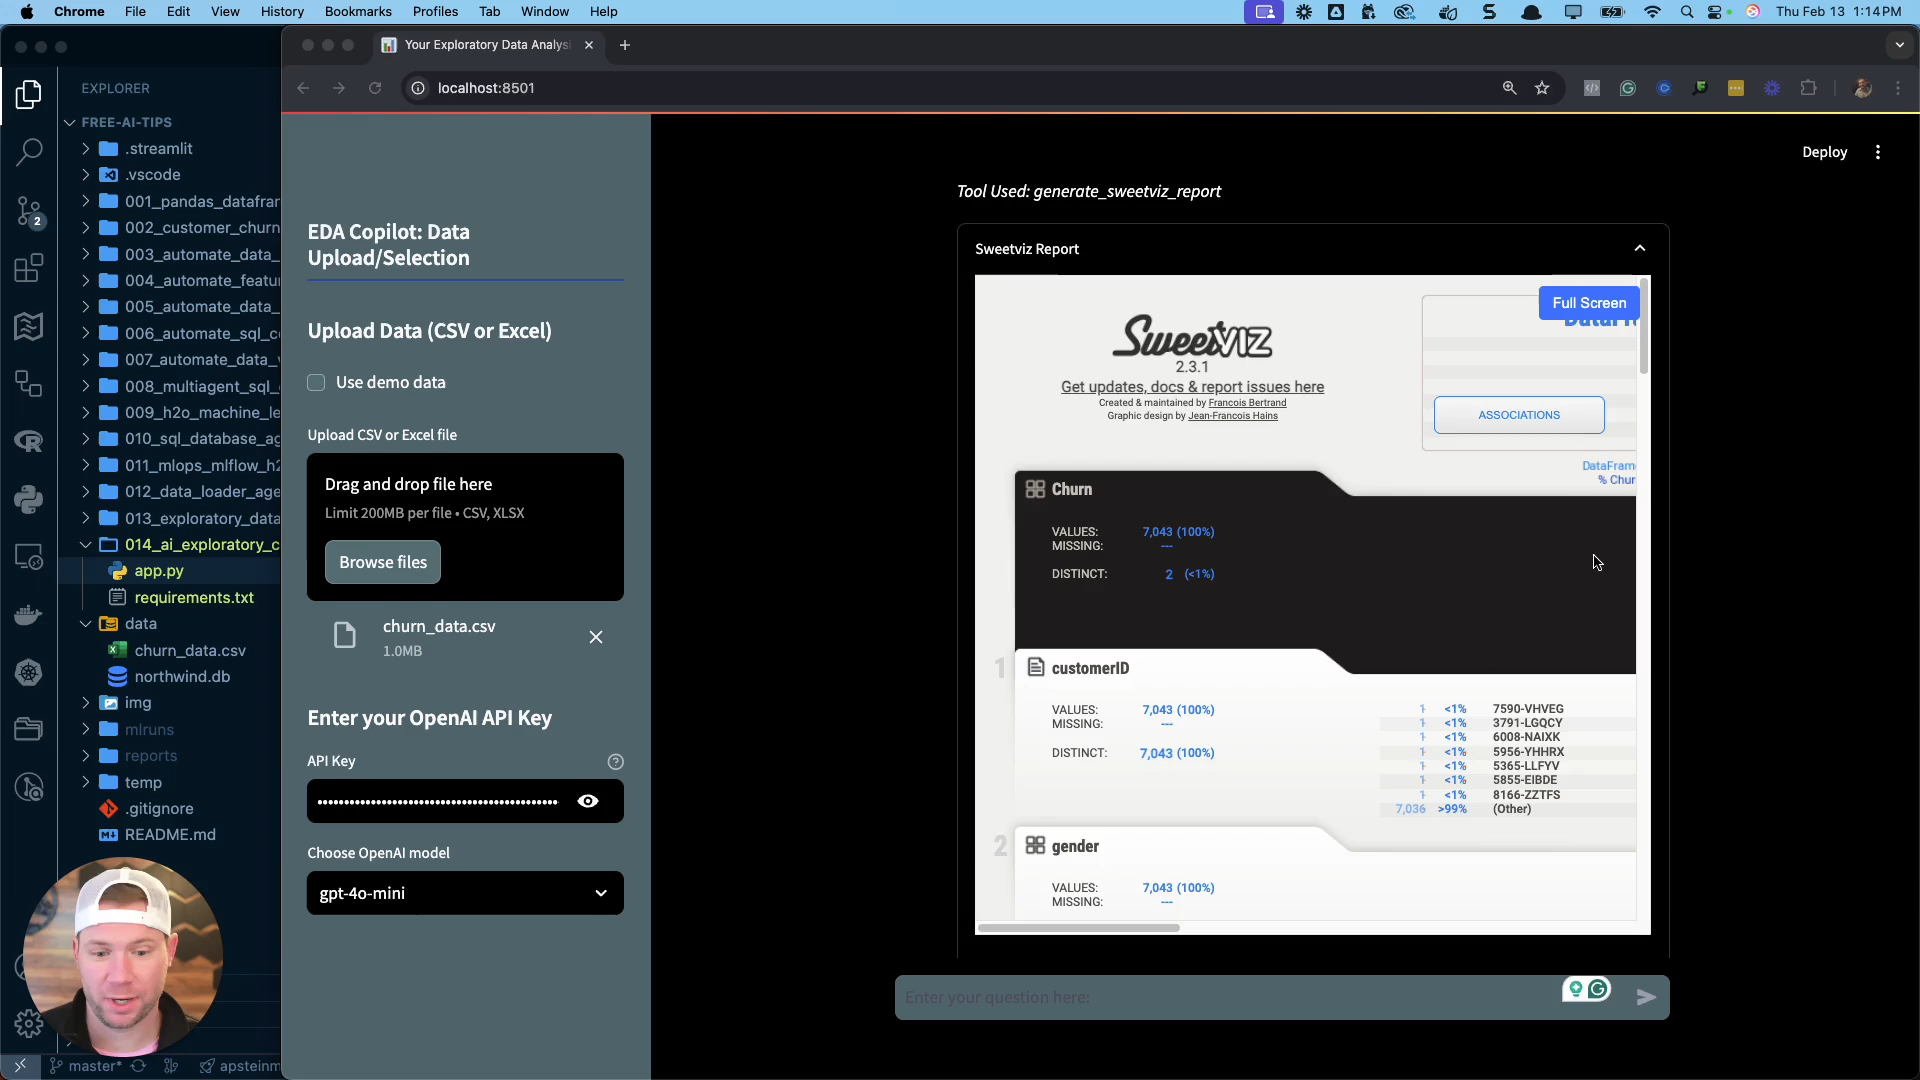 Chrome File Edit View History Bookmarks Profiles Tab Window Help
Thu Feb 13 1:14 PM
EXPLORER
FREE-AI-TIPS
.streamlit
.vscode
001_pandas_datafrar
002_customer_churn
003_automate_data_
004_automate_featu
005_automate_data_
006_automate_sql_c
007_automate_data_
008_multiagent_sql_
009_h2o_machine_le
010_sql_database_ag
011_mlops_mlflow_h2
012_data_loader_age
013_exploratory_data
014_ai_exploratory_c
app.py
requirements.txt
data
churn_data.csv
northwind.db
img
mlruns
reports
temp
.gitignore
README.md
2
master*
apsteinm
Your Exploratory Data Analys
localhost:8501
EDA Copilot: Data
Upload/Selection
Upload Data (CSV or Excel)
Use demo data
Upload CSV or Excel file
Drag and drop file here
Limit 200MB per file • CSV, XLSX
Browse files
churn_data.csv
1.0MB
Enter your OpenAI API Key
API Key
Choose OpenAI model
gpt-4o-mini
Deploy
Tool Used: generate_sweetviz_report
Sweetviz Report
Full Screen
SweetVIZ
2.3.1
Get updates, docs & report issues here
Created & maintained by Francois Bertrand
Graphic design by Jean-Francois Hains
ASSOCIATIONS
DataFram
% Chur
Churn
VALUES: 7,043 (100%)
MISSING: ---
DISTINCT: 2 (<1%)
1 customerID
VALUES: 7,043 (100%)
MISSING: ---
DISTINCT: 7,043 (100%)
1 <1% 7590-VHVEG
1 <1% 3791-LGQCY
1 <1% 6008-NAIXK
1 <1% 5956-YHHRX
1 <1% 5365-LLFYV
1 <1% 5855-EIBDE
1 <1% 8166-ZZTFS
7,036 >99% (Other)
2 gender
VALUES: 7,043 (100%)
MISSING: ---
Enter your question here: